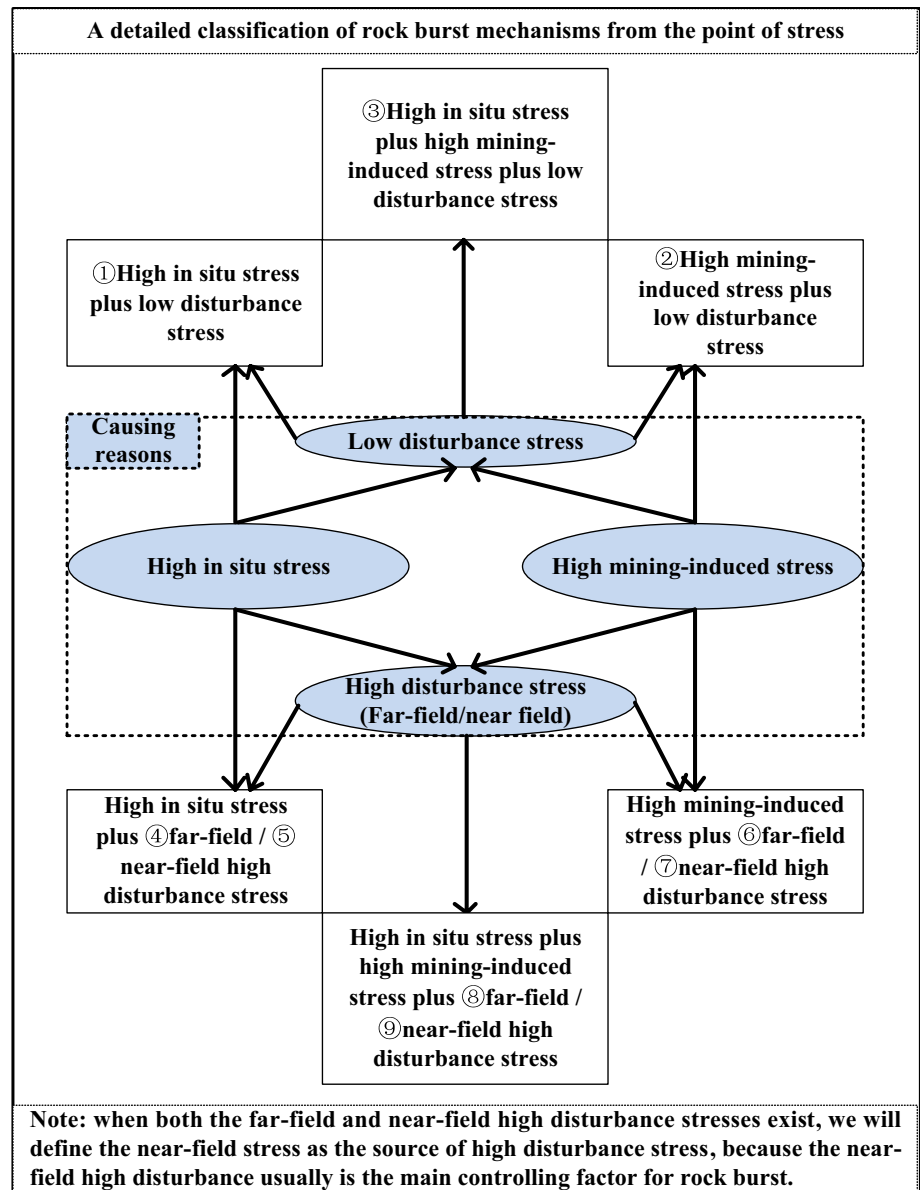 A detailed classification of rock burst mechanisms from the point of stress
③High in situ stress
plus high mining-
induced stress plus low
disturbance stress
①High in situ stress
plus low disturbance
stress
②High mining-
induced stress plus
low disturbance
stress
Causing
reasons
Low disturbance stress
High in situ stress
High mining-induced stress
High disturbance stress
(Far-field/near field)
High in situ stress
plus ④far-field / ⑤
near-field high
disturbance stress
High mining-induced
stress plus ⑥far-field
/ ⑦near-field high
disturbance stress
High in situ stress plus
high mining-induced
stress plus ⑧far-field /
⑨near-field high
disturbance stress
Note: when both the far-field and near-field high disturbance stresses exist, we will
define the near-field stress as the source of high disturbance stress, because the near-
field high disturbance usually is the main controlling factor for rock burst.